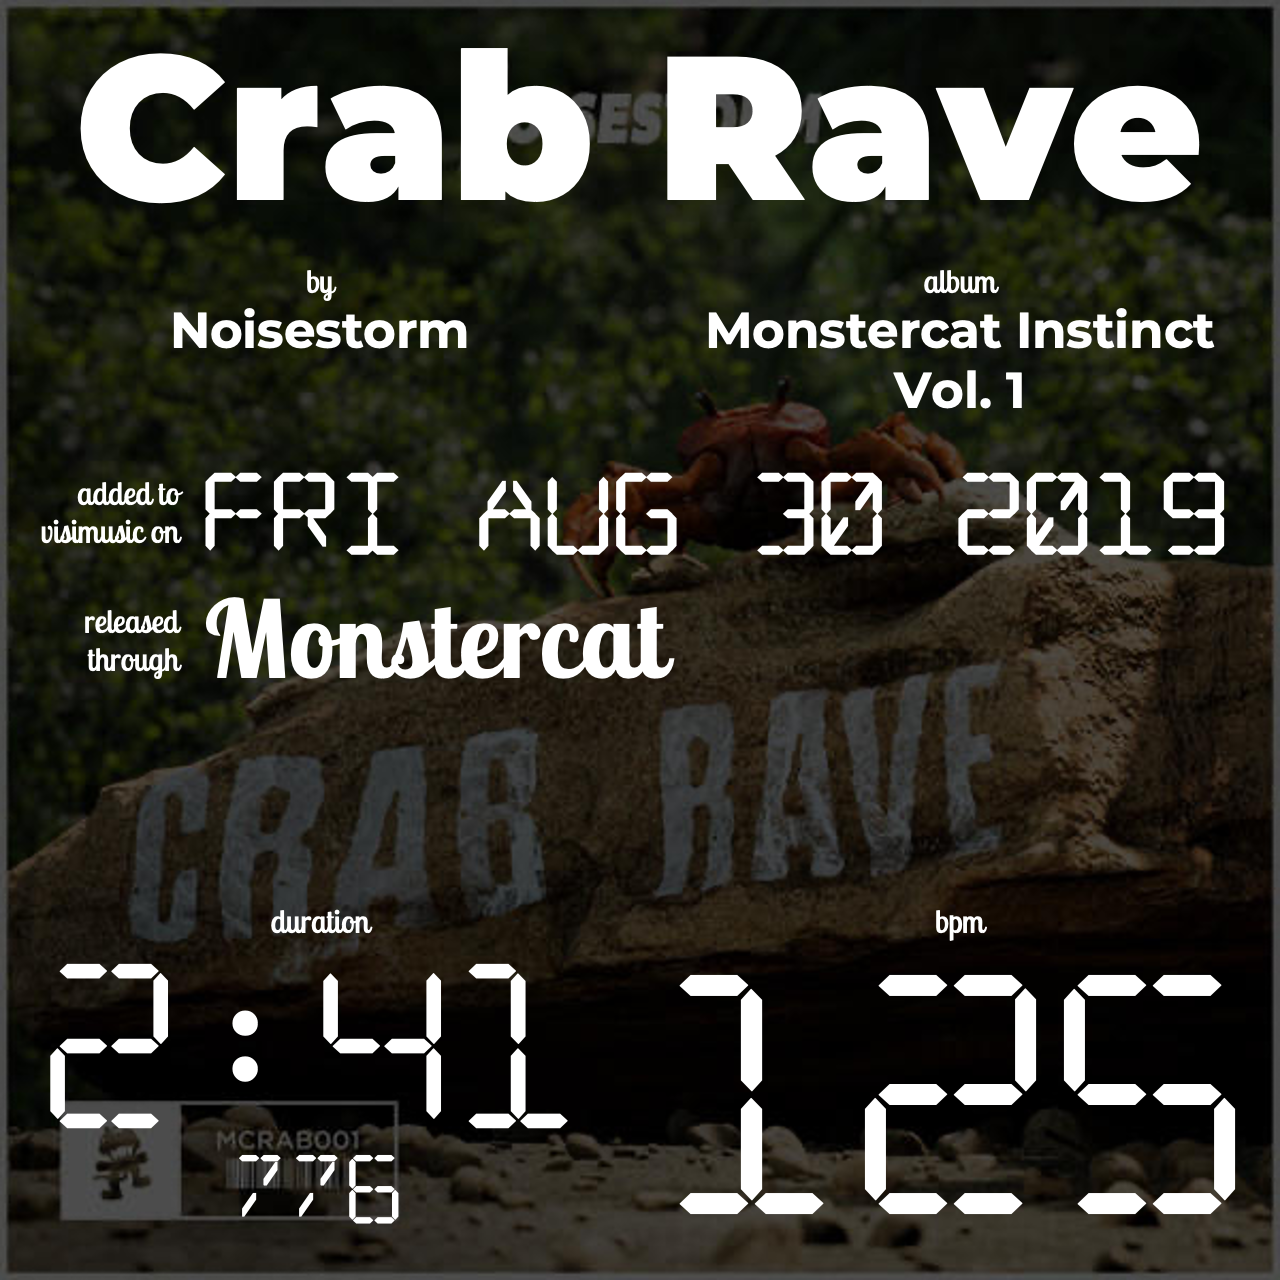 NOISESTORM
Crab Rave
by
Noisestorm
album
Monstercat Instinct
Vol. 1
added to
visimusic on
FRI AUG 30 2019
released
through
Monstercat
CRAB RAVE
duration
2:41
776
bpm
125
MCRAB001